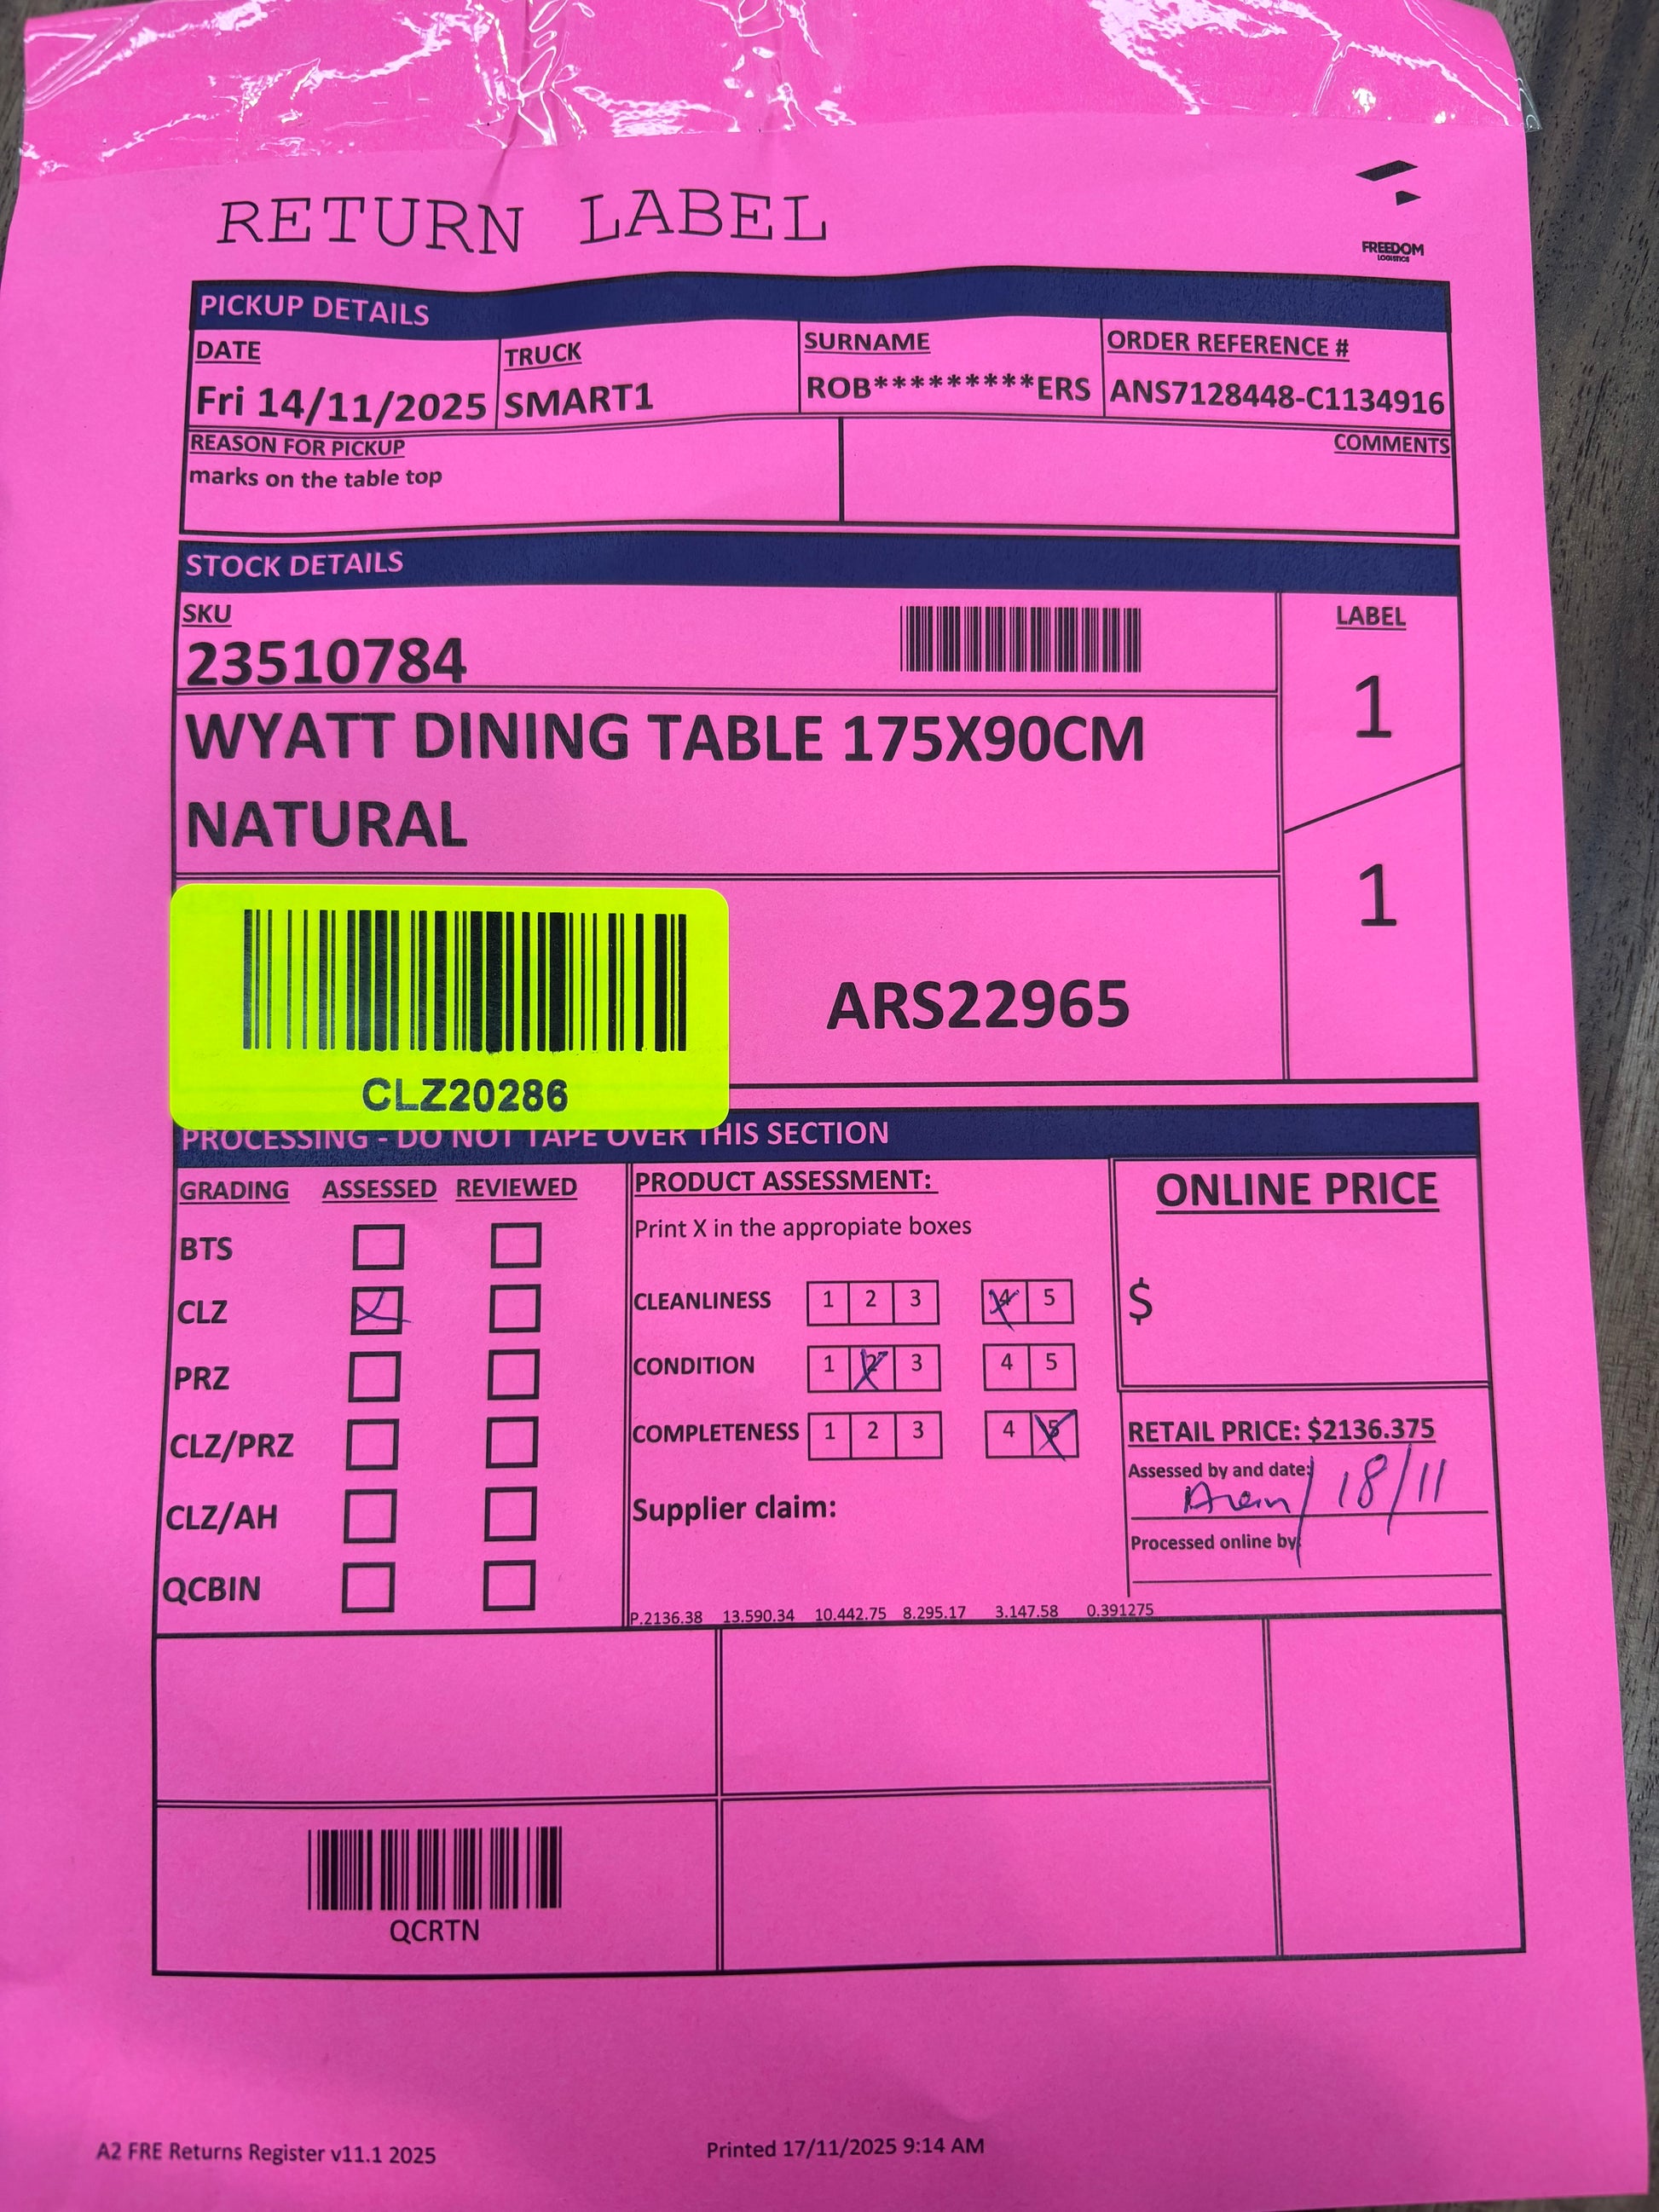 RETURN LABEL
FREEDOM
LOGISTICS
PICKUP DETAILS
DATE TRUCK SURNAME ORDER REFERENCE #
Fri 14/11/2025 SMART1 ROB*********ERS ANS7128448-C1134916
REASON FOR PICKUP COMMENTS
marks on the table top
STOCK DETAILS
SKU LABEL
23510784
1
WYATT DINING TABLE 175X90CM
NATURAL
1
ARS22965
CLZ20286
PROCESSING - DO NOT TAPE OVER THIS SECTION
GRADING ASSESSED REVIEWED PRODUCT ASSESSMENT: ONLINE PRICE
Print X in the appropiate boxes
BTS
CLZ CLEANLINESS 1 2 3 4 5 $
PRZ CONDITION 1 2 3 4 5
CLZ/PRZ COMPLETENESS 1 2 3 4 5 RETAIL PRICE: $2136.375
Assessed by and date:
18/11
CLZ/AH Supplier claim:
Processed online by:
QCBIN
P.2136.38 13.590.34 10.442.75 8.295.17 3.147.58 0.391275
QCRTN
A2 FRE Returns Register v11.1 2025 Printed 17/11/2025 9:14 AM